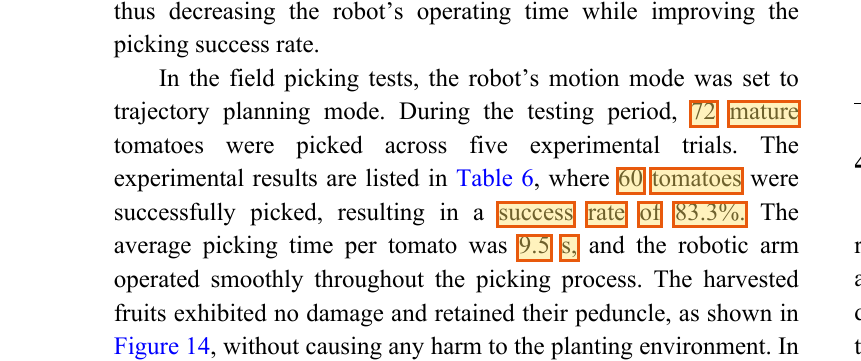 thus decreasing the robot’s operating time while improving the
picking success rate.
In the field picking tests, the robot’s motion mode was set to
trajectory planning mode. During the testing period, 72 mature
tomatoes were picked across five experimental trials. The
experimental results are listed in Table 6, where 60 tomatoes were
successfully picked, resulting in a success rate of 83.3%. The
average picking time per tomato was 9.5 s, and the robotic arm
operated smoothly throughout the picking process. The harvested
fruits exhibited no damage and retained their peduncle, as shown in
Figure 14, without causing any harm to the planting environment. In